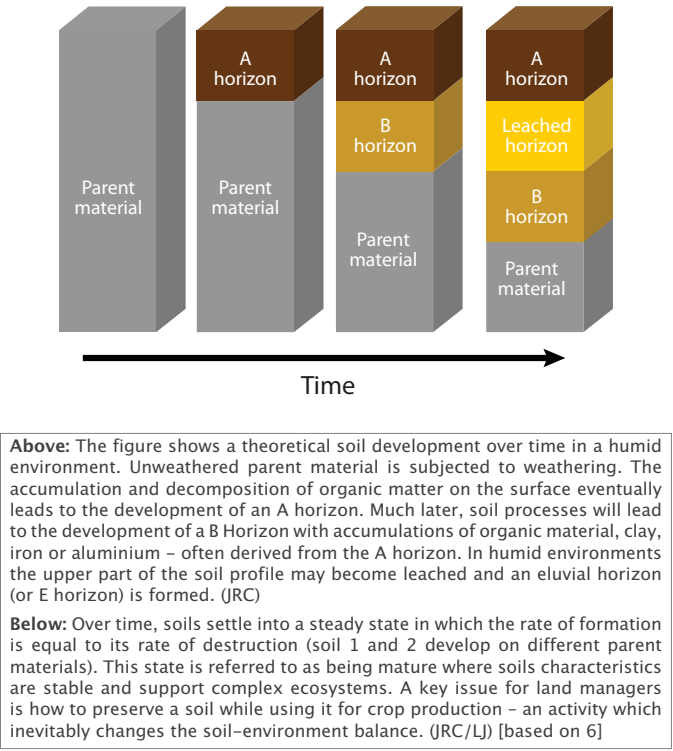 Parent
material
A
horizon
Parent
material
A
horizon
B
horizon
Parent
material
A
horizon
Leached
horizon
B
horizon
Parent
material
Time
Above: The figure shows a theoretical soil development over time in a humid
environment. Unweathered parent material is subjected to weathering. The
accumulation and decomposition of organic matter on the surface eventually
leads to the development of an A horizon. Much later, soil processes will lead
to the development of a B Horizon with accumulations of organic material, clay,
iron or aluminium – often derived from the A horizon. In humid environments
the upper part of the soil profile may become leached and an eluvial horizon
(or E horizon) is formed. (JRC)
Below: Over time, soils settle into a steady state in which the rate of formation
is equal to its rate of destruction (soil 1 and 2 develop on different parent
materials). This state is referred to as being mature where soils characteristics
are stable and support complex ecosystems. A key issue for land managers
is how to preserve a soil while using it for crop production – an activity which
inevitably changes the soil-environment balance. (JRC/LJ) [based on 6]